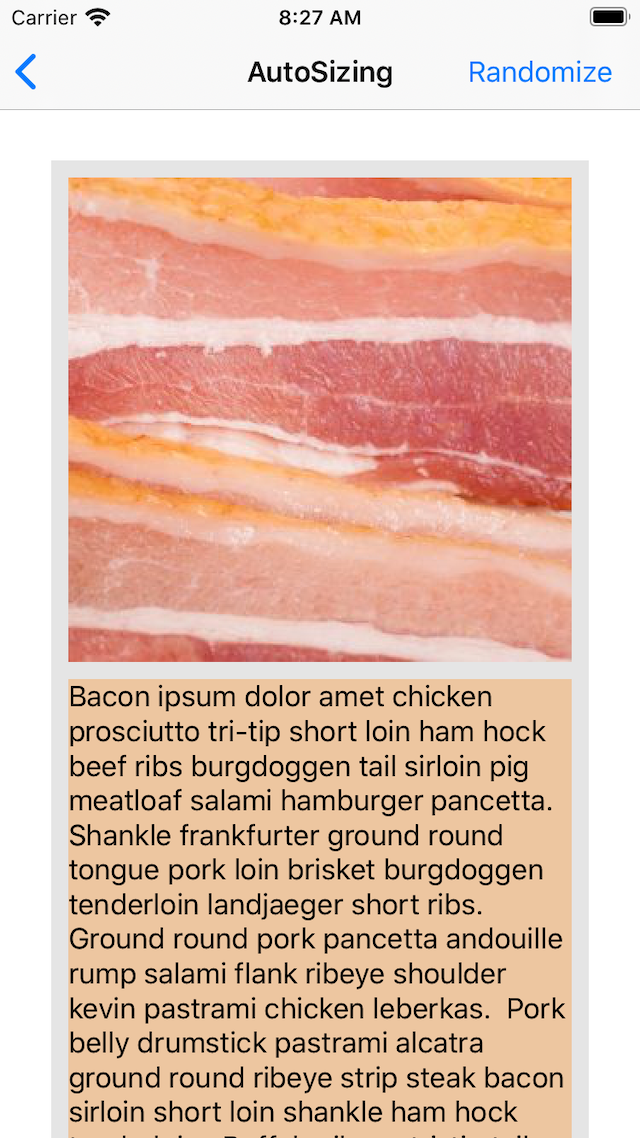 Carrier 8:27 AM
AutoSizing Randomize
Bacon ipsum dolor amet chicken
prosciutto tri-tip short loin ham hock
beef ribs burgdoggen tail sirloin pig
meatloaf salami hamburger pancetta.
Shankle frankfurter ground round
tongue pork loin brisket burgdoggen
tenderloin landjaeger short ribs.
Ground round pork pancetta andouille
rump salami flank ribeye shoulder
kevin pastrami chicken leberkas.  Pork
belly drumstick pastrami alcatra
ground round ribeye strip steak bacon
sirloin short loin shankle ham hock